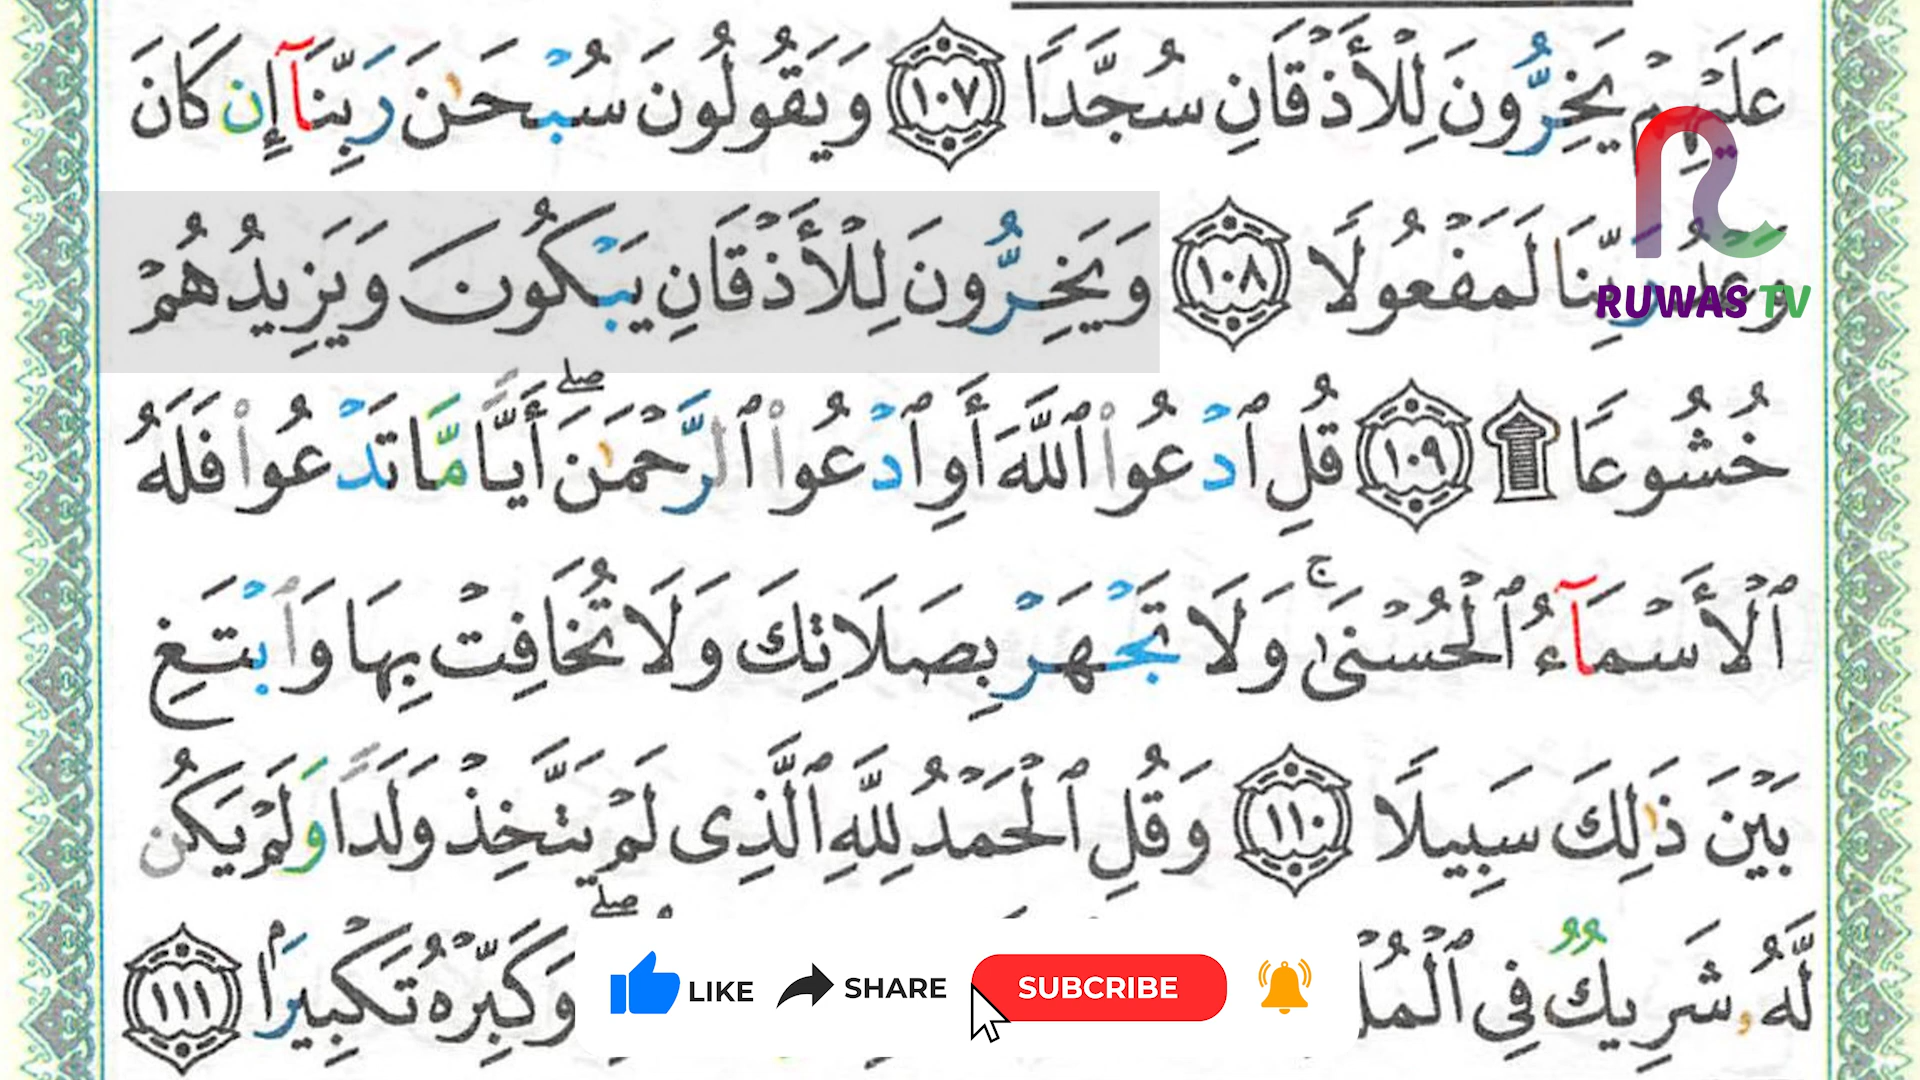 عَلَيْهِمْ يَخِرُّونَ لِلْأَذْقَانِ سُجَّدًا ١٠٧ وَيَقُولُونَ سُبْحَٰنَ رَبِّنَآ إِن كَانَ
وَعْدُ رَبِّنَا لَمَفْعُولًا ١٠٨ وَيَخِرُّونَ لِلْأَذْقَانِ يَبْكُونَ وَيَزِيدُهُمْ
RUWAS TV
خُشُوعًا ۩ ١٠٩ قُلِ ٱدْعُوا۟ ٱللَّهَ أَوِ ٱدْعُوا۟ ٱلرَّحْمَٰنَ ۖ أَيًّا مَّا تَدْعُوا۟ فَلَهُ
ٱلْأَسْمَآءُ ٱلْحُسْنَىٰ ۚ وَلَا تَجْهَرْ بِصَلَاتِكَ وَلَا تُخَافِتْ بِهَا وَٱبْتَغِ
بَيْنَ ذَٰلِكَ سَبِيلًا ١١٠ وَقُلِ ٱلْحَمْدُ لِلَّهِ ٱلَّذِى لَمْ يَتَّخِذْ وَلَدًا وَلَمْ يَكُن
لَّهُۥ شَرِيكٌ فِى وَكَبِّرْهُ تَكْبِيرًۢا ١١١
LIKE SHARE SUBCRIBE